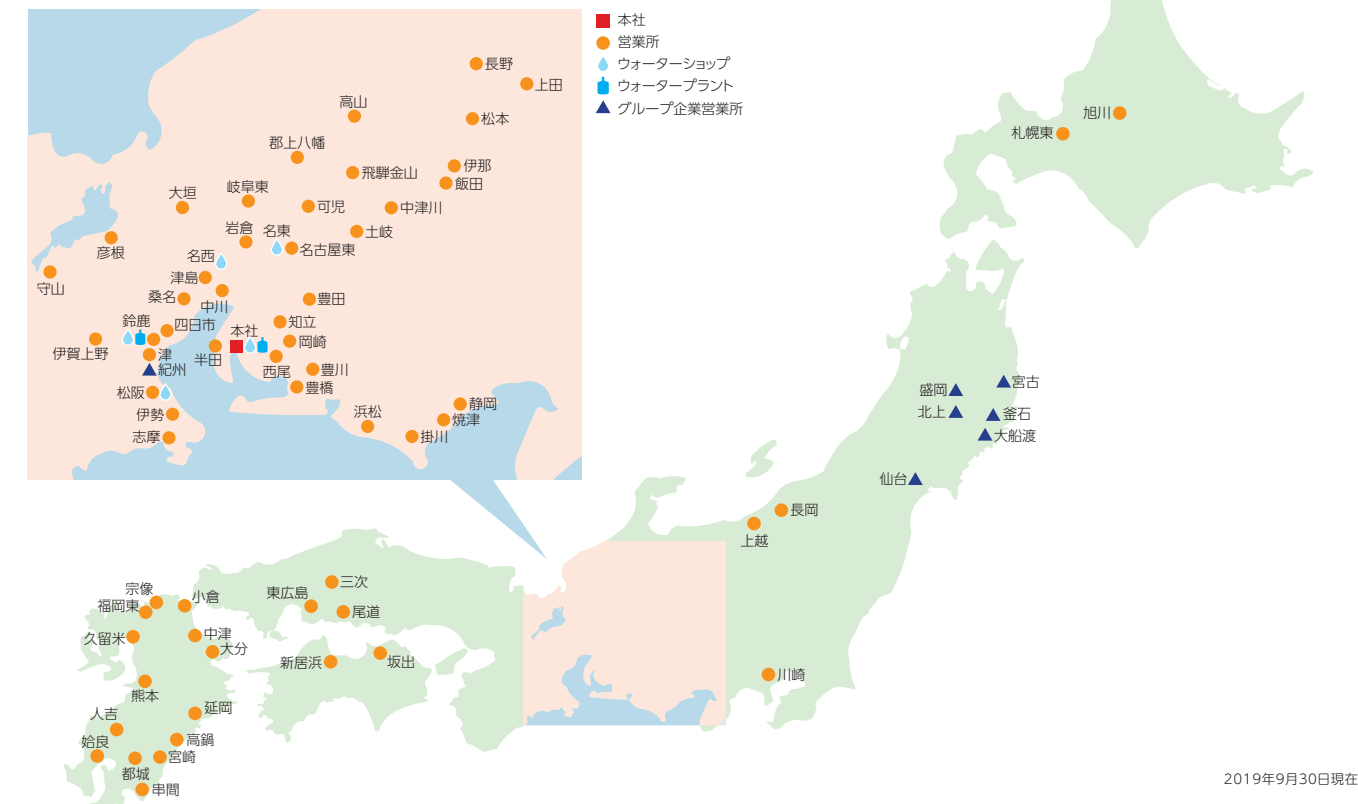 本社
営業所
ウォーターショップ
ウォータープラント
グループ企業営業所
長野
上田
高山
松本
郡上八幡
伊那
飛騨金山
飯田
大垣
岐阜東
可児
中津川
岩倉
名東
土岐
彦根
名西
名古屋東
守山
津島
桑名
中川
豊田
鈴鹿
四日市
本社
知立
岡崎
伊賀上野
津
半田
紀州
西尾
豊川
松阪
豊橋
伊勢
浜松
静岡
焼津
志摩
掛川
旭川
札幌東
盛岡
宮古
北上
釜石
大船渡
仙台
長岡
上越
川崎
三次
東広島
尾道
宗像
小倉
福岡東
久留米
中津
大分
新居浜
坂出
熊本
延岡
人吉
高鍋
姶良
宮崎
都城
串間
2019年9月30日現在